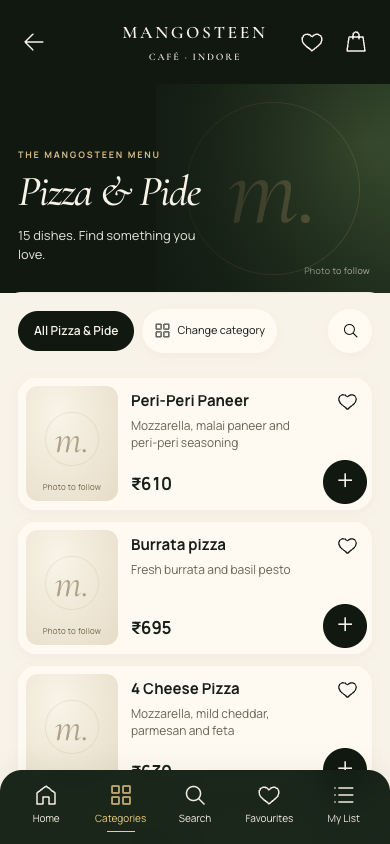 MANGOSTEEN
CAFÉ · INDORE
THE MANGOSTEEN MENU
m.
Pizza & Pide
15 dishes. Find something you
love.
Photo to follow
All Pizza & Pide
Change category
Peri-Peri Paneer
Mozzarella, malai paneer and
peri-peri seasoning
m.
Photo to follow
₹610
Burrata pizza
Fresh burrata and basil pesto
m.
Photo to follow
₹695
4 Cheese Pizza
Mozzarella, mild cheddar,
parmesan and feta
m.
Home
Categories
Search
Favourites
My List